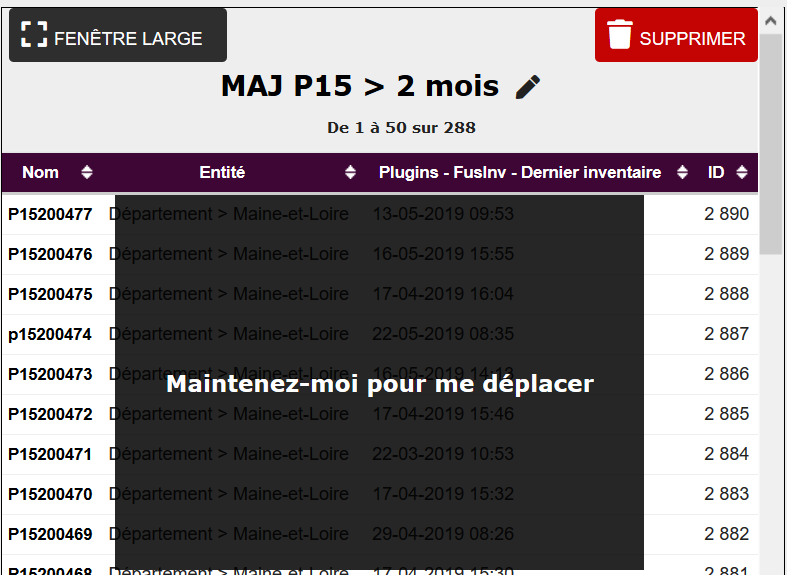 FENÊTRE LARGE
SUPPRIMER
MAJ P15 > 2 mois
De 1 à 50 sur 288
Nom Entité Plugins - FusInv - Dernier inventaire ID
P15200477 Département > Maine-et-Loire 13-05-2019 09:53 2 890
P15200476 Département > Maine-et-Loire 16-05-2019 15:55 2 889
P15200475 Département > Maine-et-Loire 17-04-2019 16:04 2 888
p15200474 Département > Maine-et-Loire 22-05-2019 08:35 2 887
P15200473 Département > Maine-et-Loire 16-05-2019 2 886
Maintenez-moi pour me déplacer
P15200472 Département > Maine-et-Loire 17-04-2019 15:46 2 885
P15200471 Département > Maine-et-Loire 22-03-2019 10:53 2 884
P15200470 Département > Maine-et-Loire 17-04-2019 15:32 2 883
P15200469 Département > Maine-et-Loire 29-04-2019 08:26 2 882
P15200468 Département > Maine-et-Loire 17-04-2019 15:30 2 881